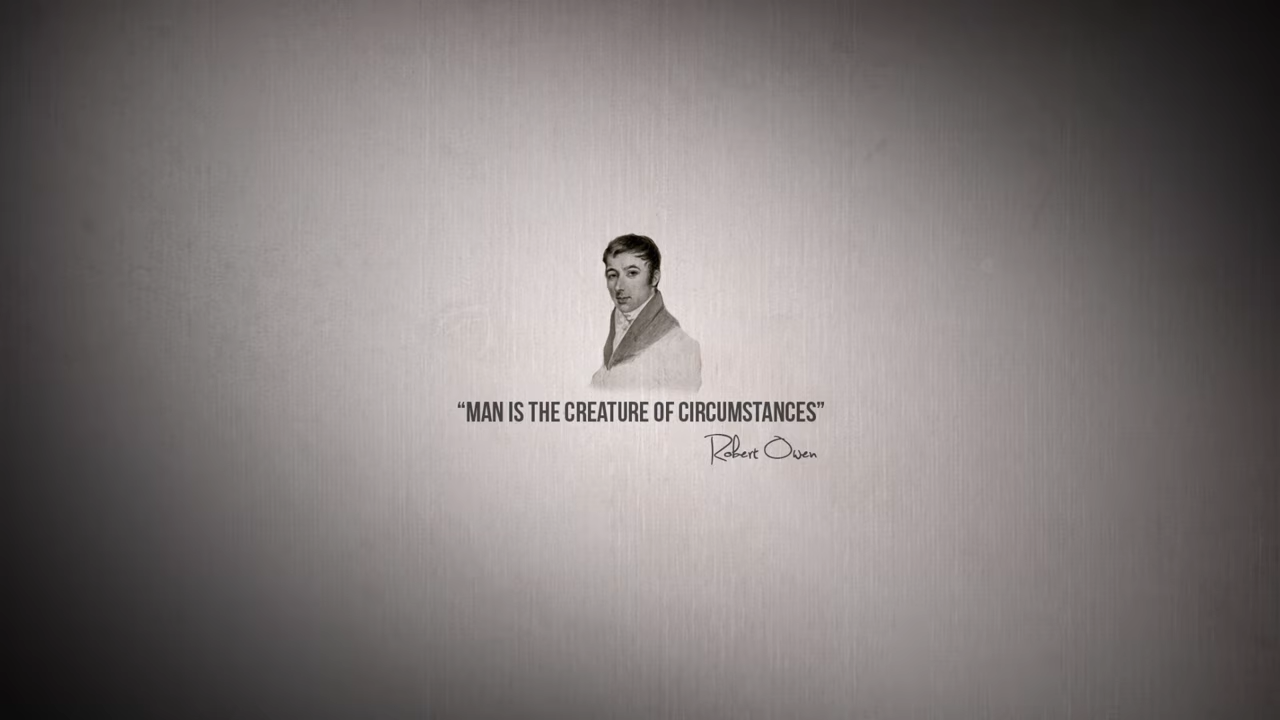 “MAN IS THE CREATURE OF CIRCUMSTANCES”
Robert Owen